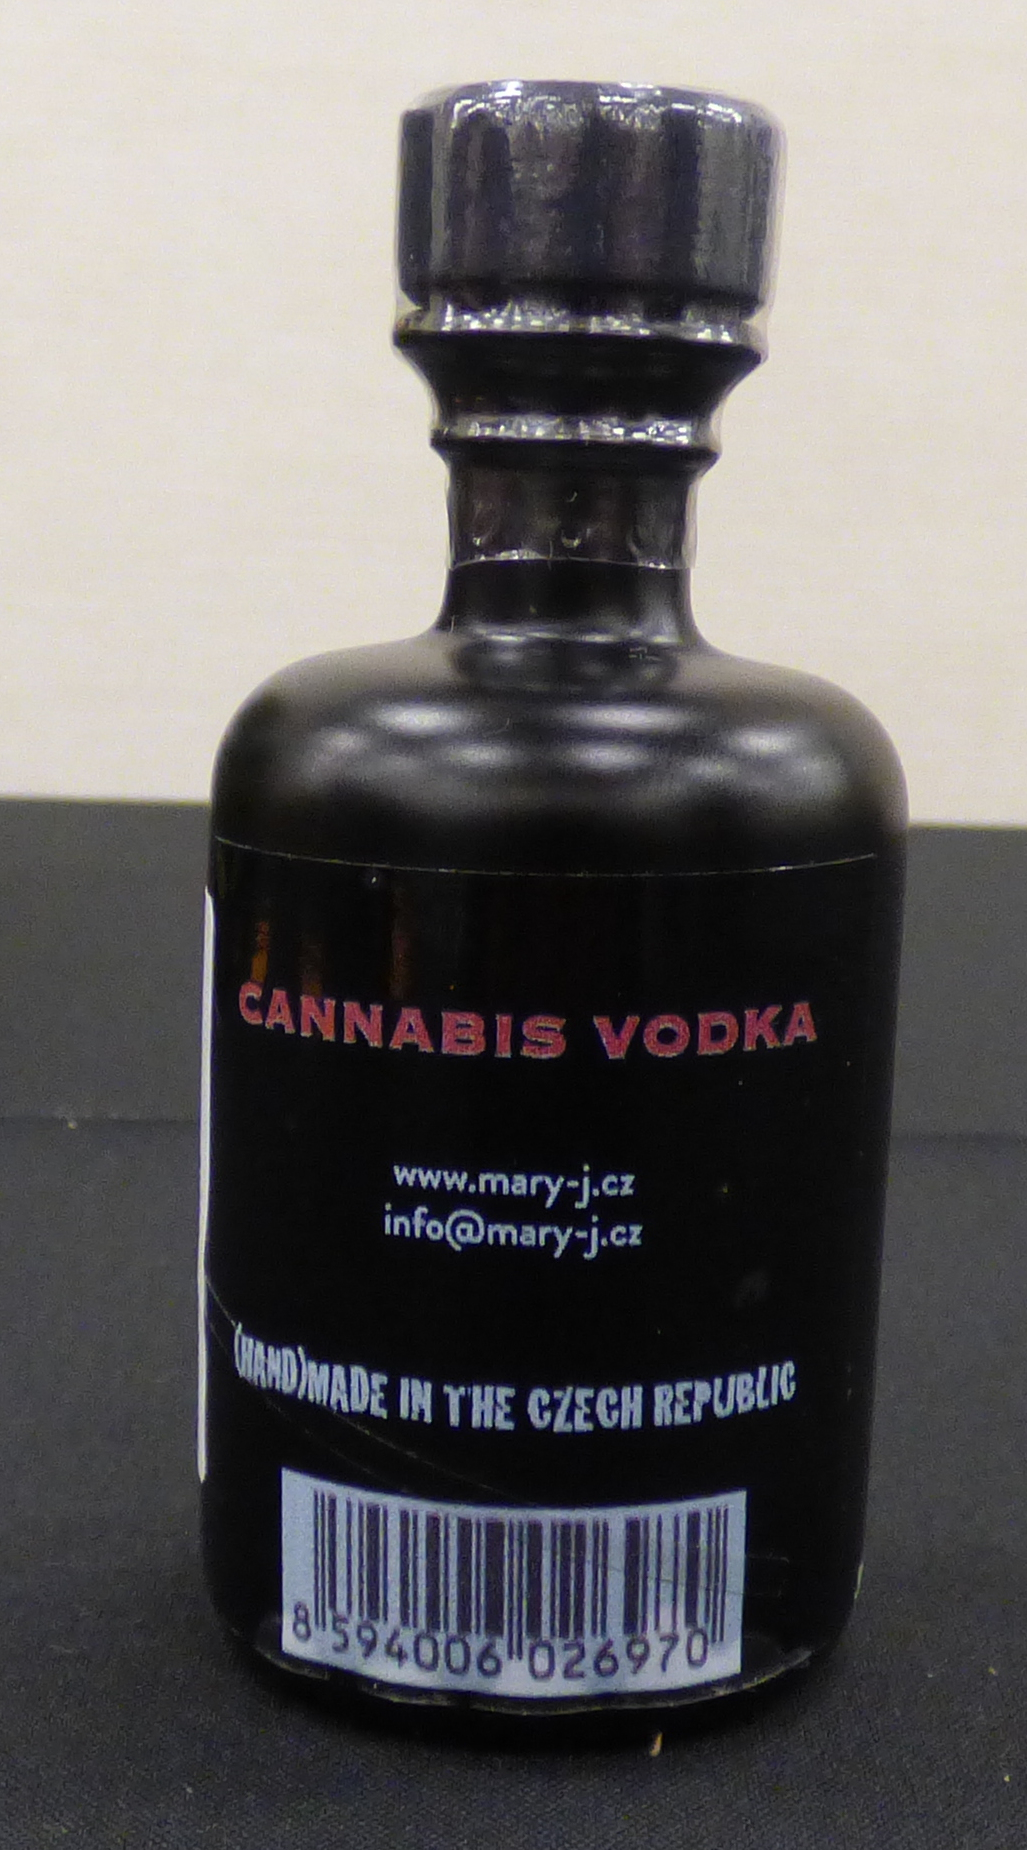 CANNABIS VODKA
www.mary-j.cz
info@mary-j.cz
(HAND)MADE IN THE CZECH REPUBLIC
8 594006 026970